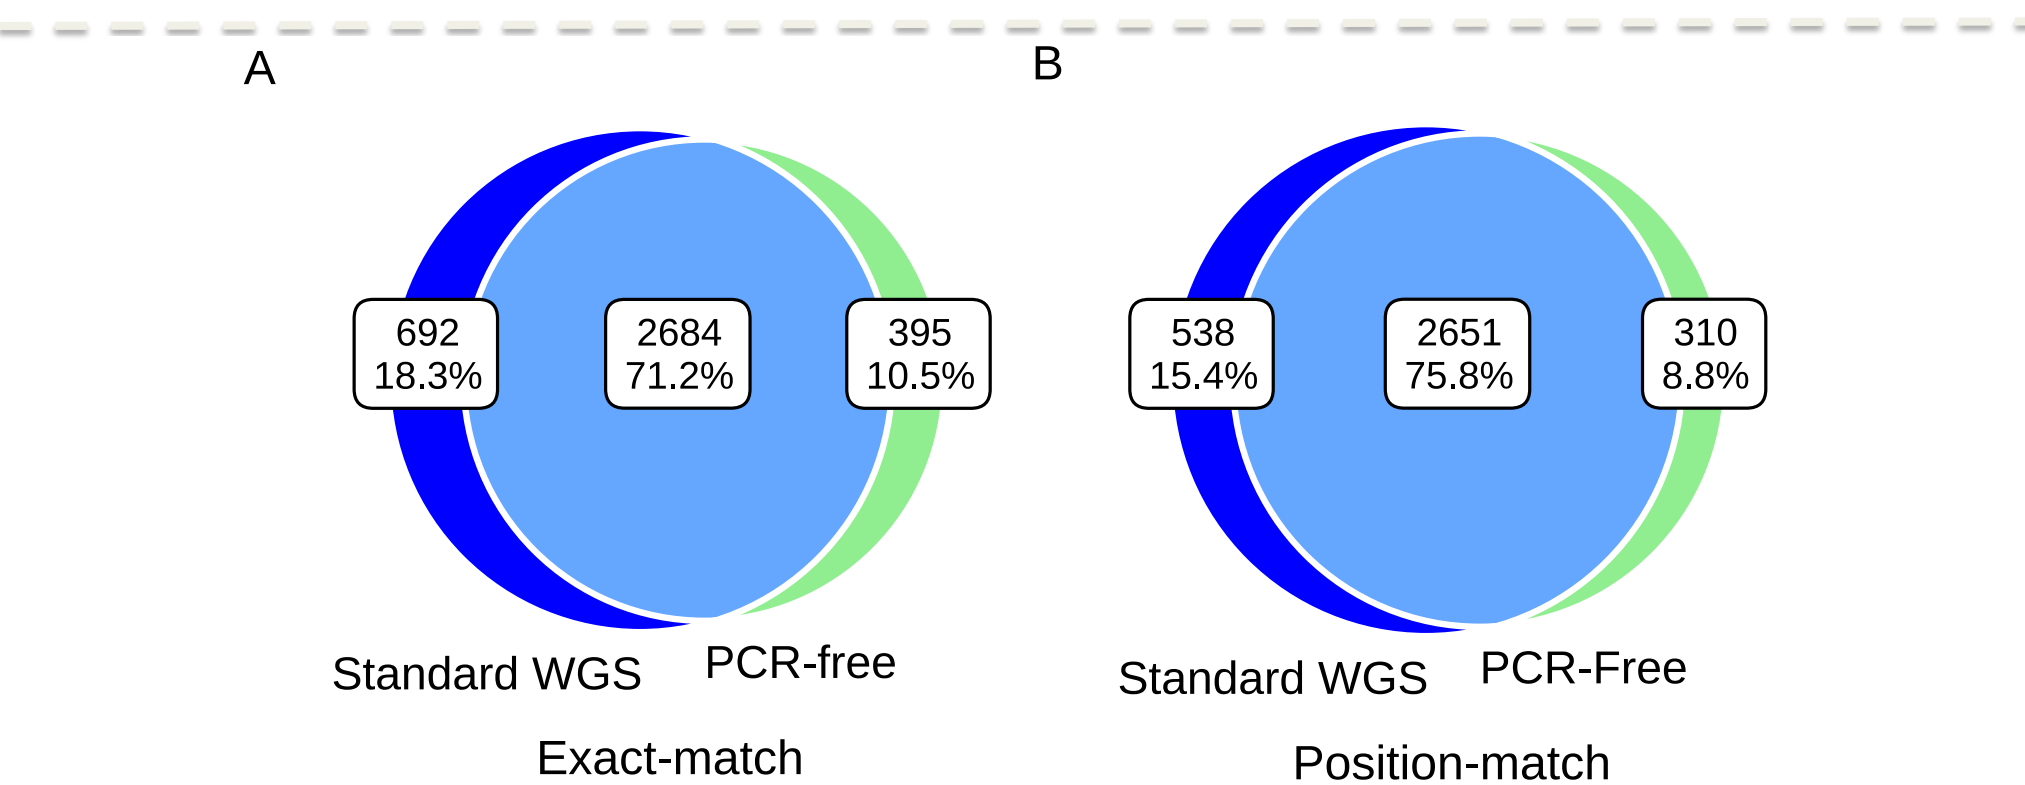 A
692
18.3%
2684
71.2%
395
10.5%
Standard WGS
PCR-free
Exact-match
B
538
15.4%
2651
75.8%
310
8.8%
Standard WGS
PCR-Free
Position-match